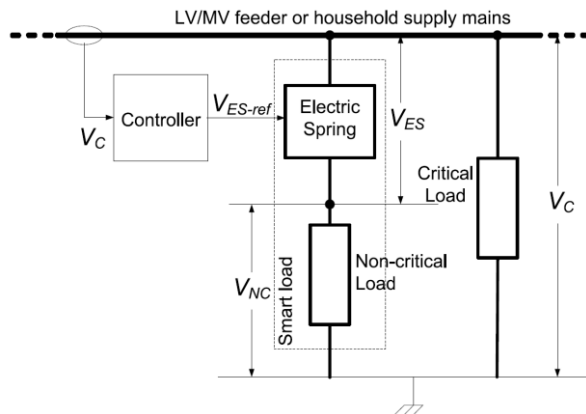 LV/MV feeder or household supply mains
V_C
Controller
V_ES-ref
Electric
Spring
V_ES
Critical
Load
V_C
V_NC
Smart load
Non-critical
Load